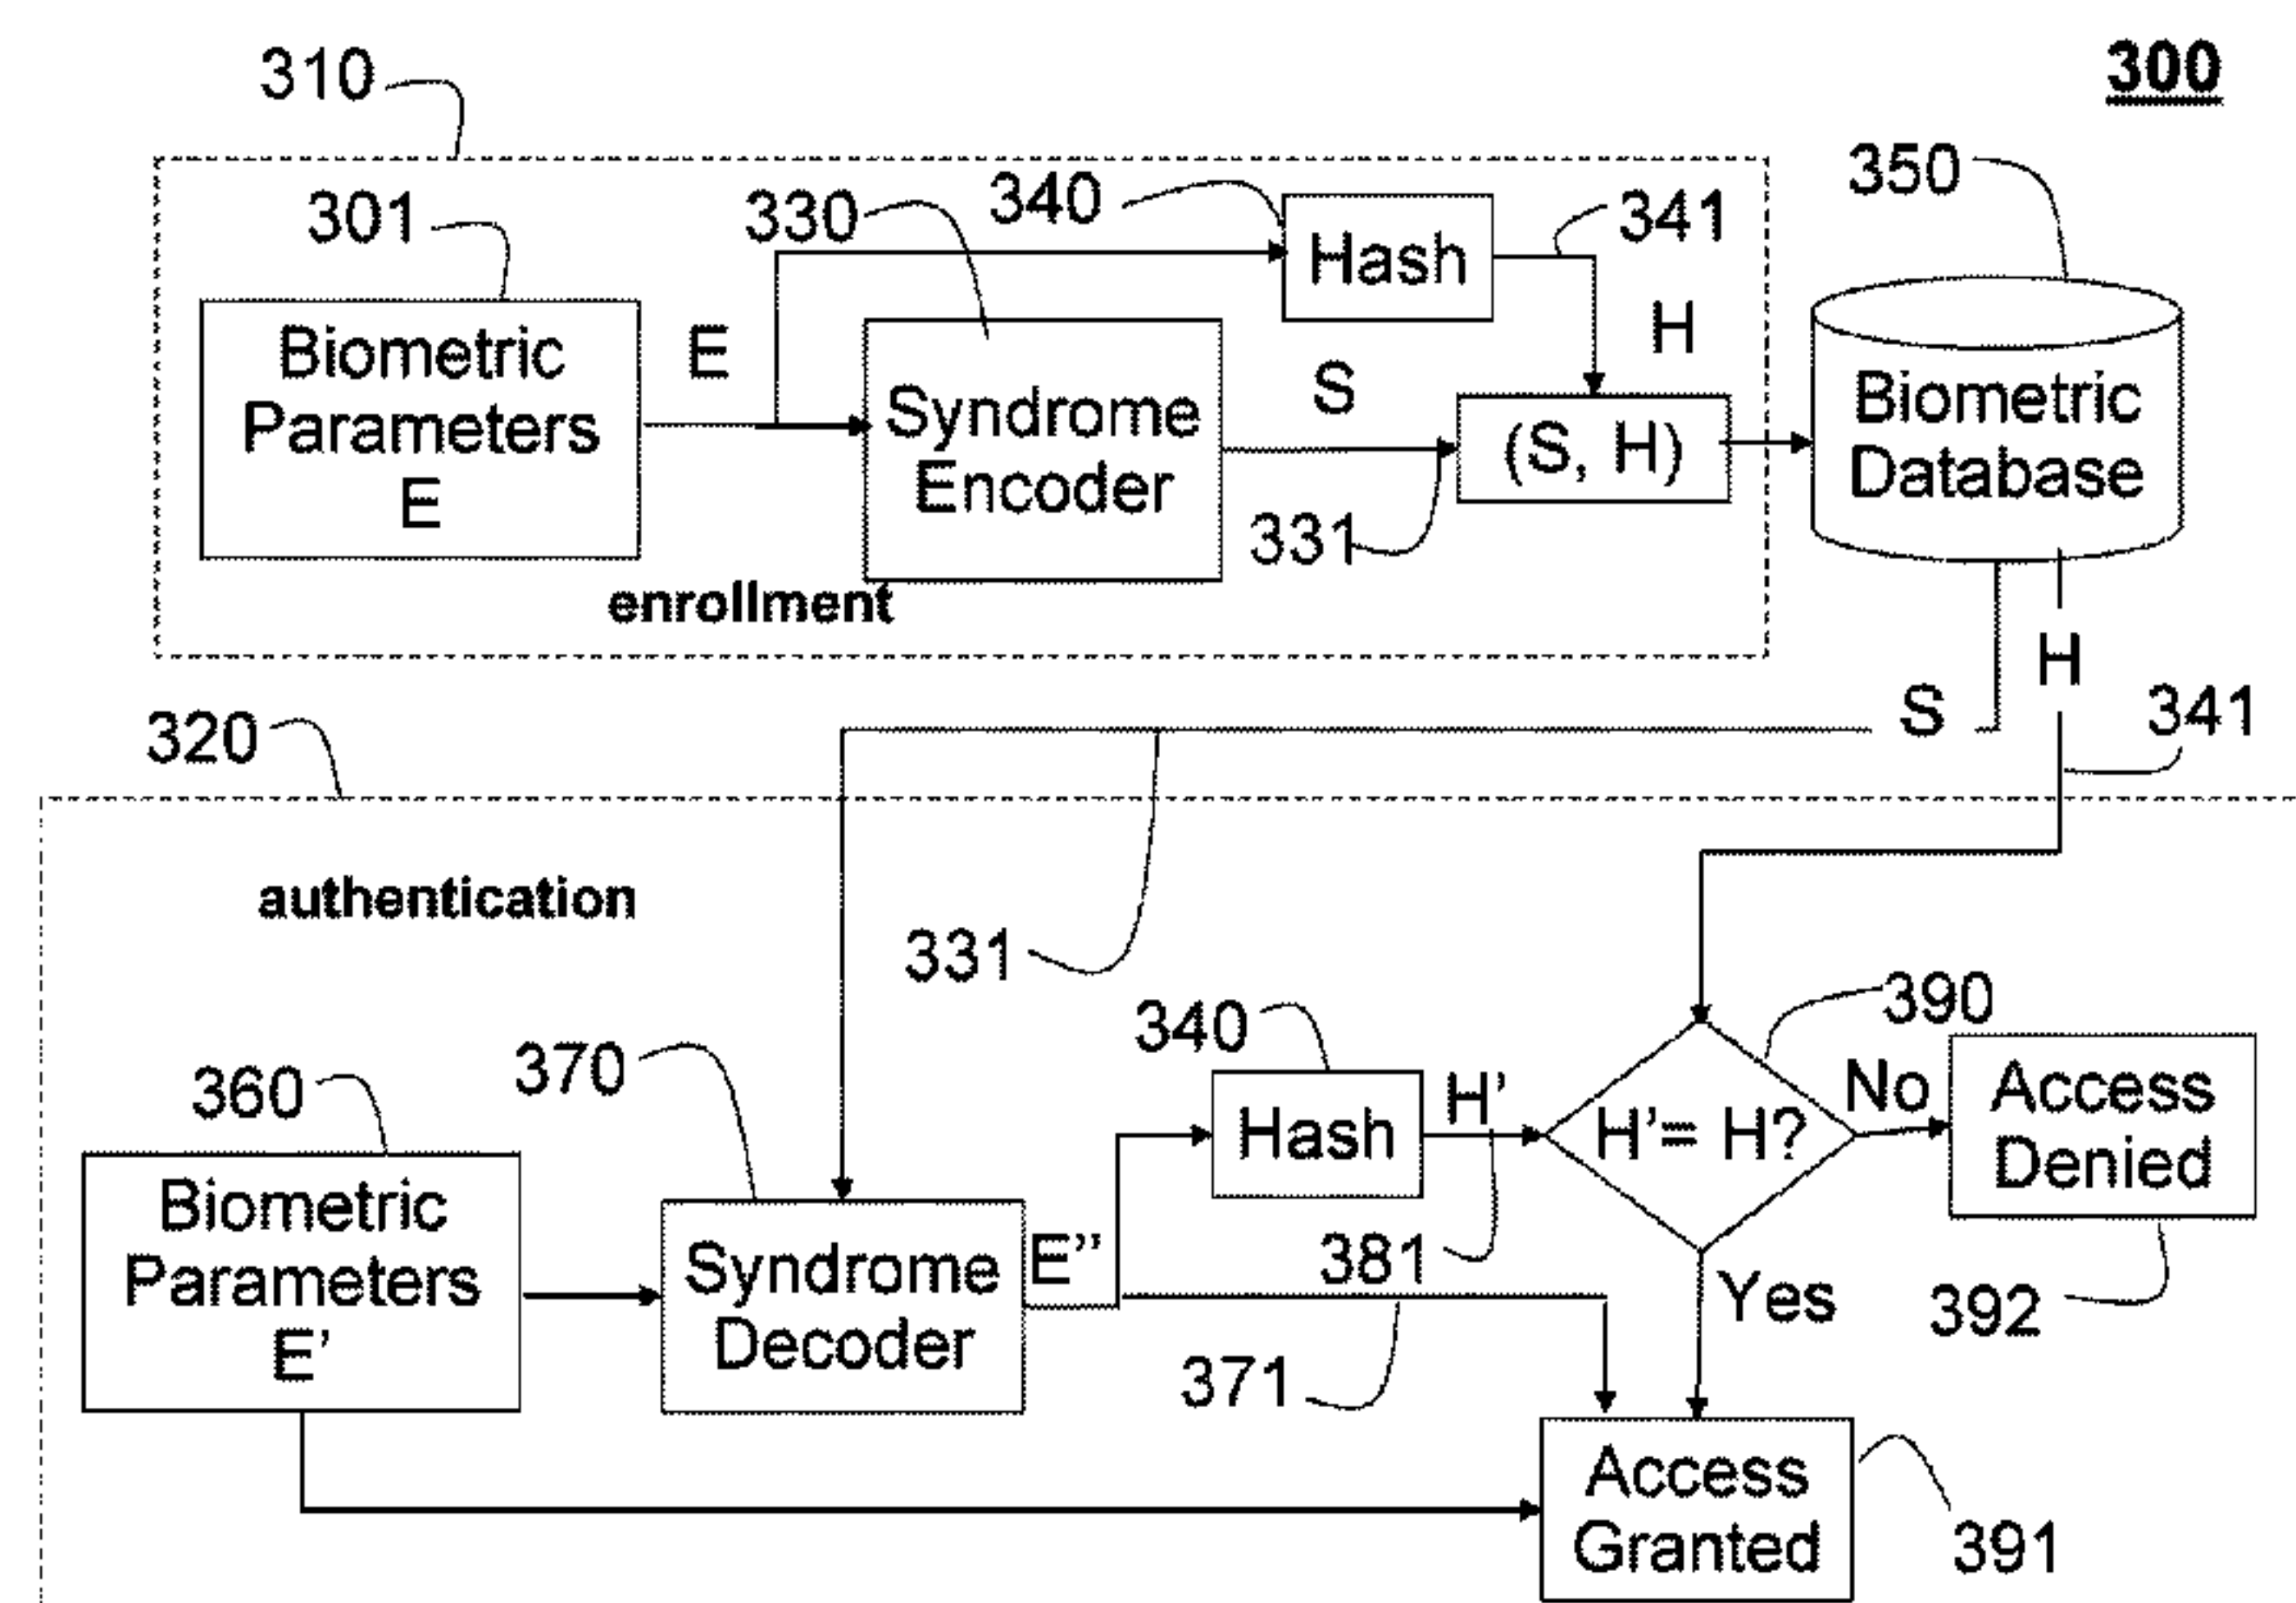 310
300
301
330
340
Hash
341
350
Biometric
Parameters
E
E
Syndrome
Encoder
S
H
(S, H)
331
Biometric
Database
enrollment
H
S
341
320
authentication
331
340
390
360
370
Biometric
Parameters
E'
Syndrome
Decoder
E''
Hash
H'
381
H'= H?
No
Access
Denied
392
Yes
371
Access
Granted
391